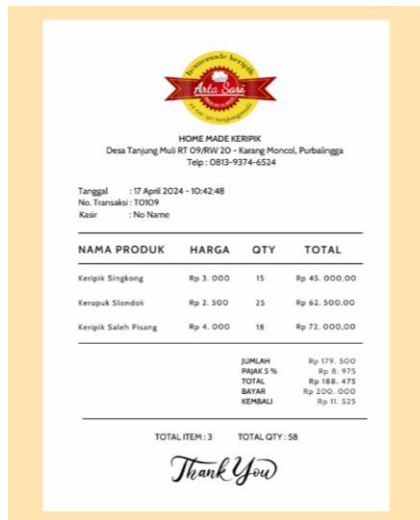 homemade keripik
Arta Sari
HOME MADE KERIPIK
Desa Tanjung Muli RT 09/RW 20 - Karang Moncol, Purbalingga
Telp : 0813-9374-6524
Tanggal : 17 April 2024 - 10:42:48
No. Transaksi : T0109
Kasir : No Name
NAMA PRODUK HARGA QTY TOTAL
Keripik Singkong Rp 3. 000 15 Rp 45. 000,00
Kerupuk Slondok Rp 2. 500 25 Rp 62. 500.00
Keripik Saleh Pisang Rp 4. 000 18 Rp 72. 000,00
JUMLAH Rp 179. 500
PAJAK 5 % Rp 8. 975
TOTAL Rp 188. 475
BAYAR Rp 200. 000
KEMBALI Rp 11. 525
TOTAL ITEM : 3 TOTAL QTY : 58
Thank You